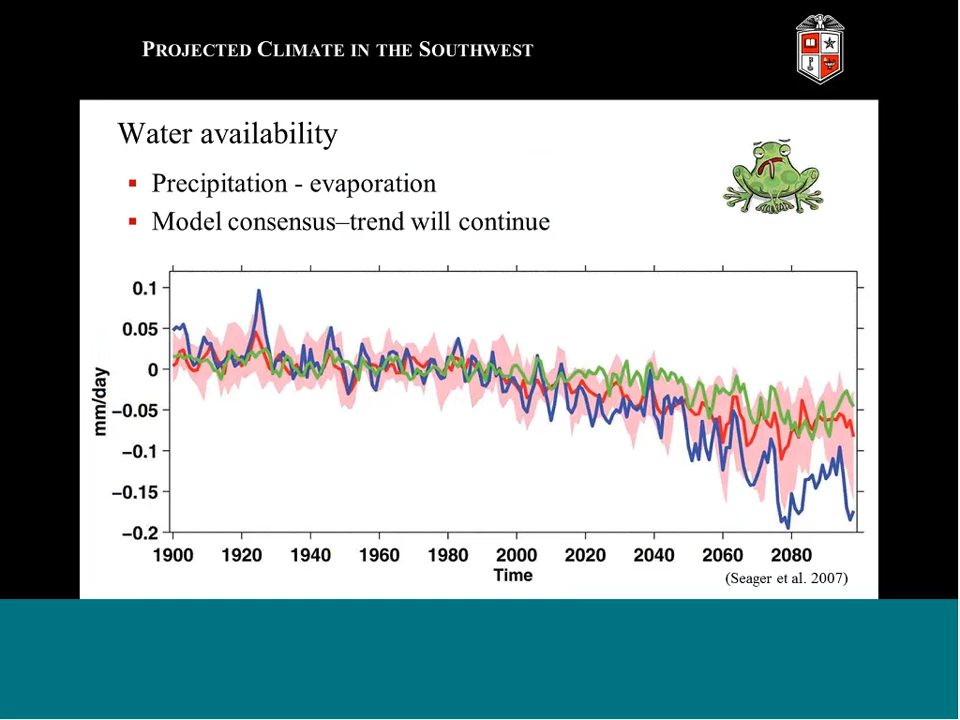 PROJECTED CLIMATE IN THE SOUTHWEST
Water availability
▪ Precipitation - evaporation
▪ Model consensus–trend will continue
0.1
0.05
0
−0.05
−0.1
−0.15
−0.2
mm/day
1900 1920 1940 1960 1980 2000 2020 2040 2060 2080
Time
(Seager et al. 2007)